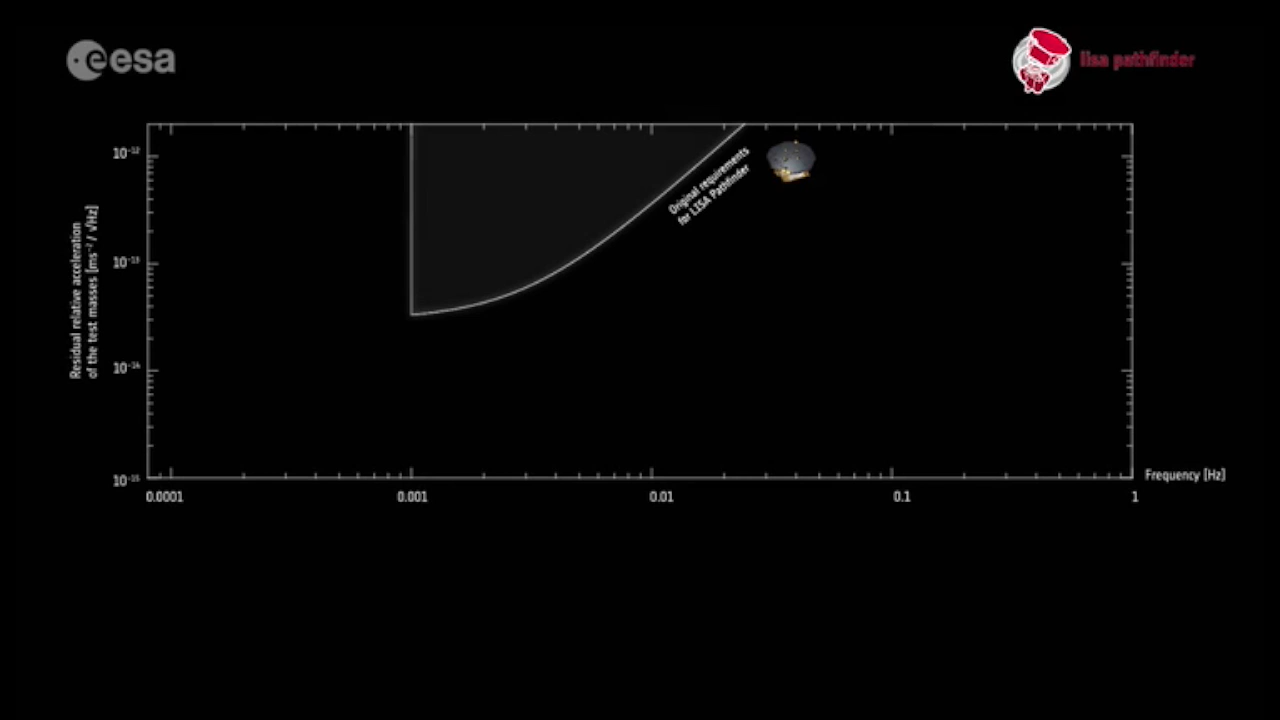 esa
lisa pathfinder
10⁻¹²
10⁻¹³
10⁻¹⁴
10⁻¹⁵
Residual relative acceleration
of the test masses [ms⁻² / √Hz]
Original requirements
for LISA Pathfinder
Frequency [Hz]
0.0001
0.001
0.01
0.1
1